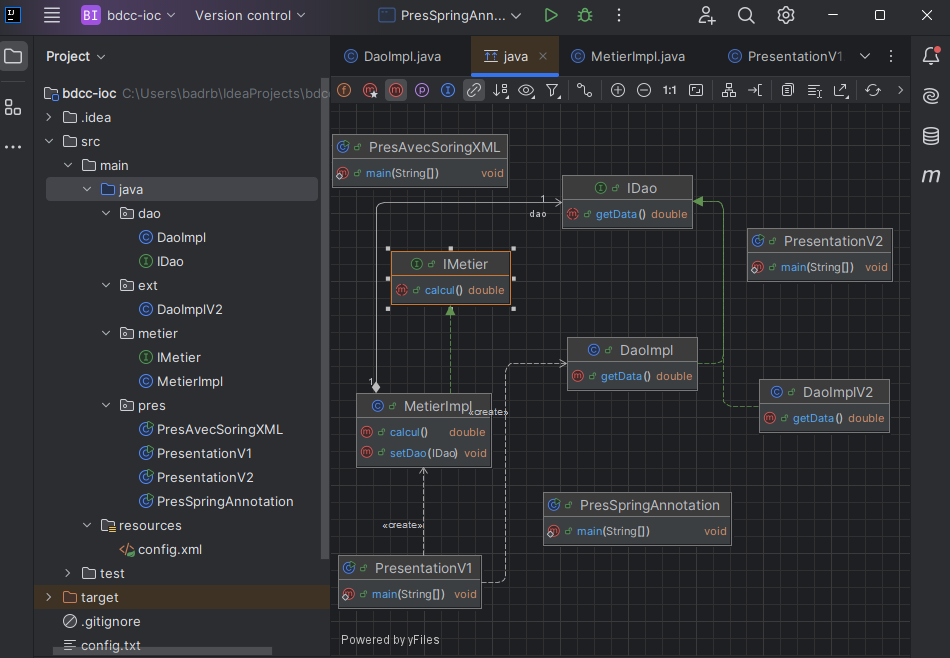 BI bdcc-ioc Version control PresSpringAnn...
Project
DaoImpl.java java MetierImpl.java PresentationV1
bdcc-ioc C:\Users\badrb\IdeaProjects\bdcc
.idea
src
main
java
dao
DaoImpl
IDao
ext
DaoImplV2
metier
IMetier
MetierImpl
pres
PresAvecSoringXML
PresentationV1
PresentationV2
PresSpringAnnotation
resources
config.xml
test
target
.gitignore
config.txt
1:1
PresAvecSoringXML
main(String[]) void
IDao
getData() double
1
dao
PresentationV2
main(String[]) void
IMetier
calcul() double
DaoImpl
getData() double
DaoImplV2
getData() double
1
MetierImpl
«create»
calcul() double
setDao(IDao) void
«create»
PresSpringAnnotation
main(String[]) void
PresentationV1
main(String[]) void
Powered by yFiles